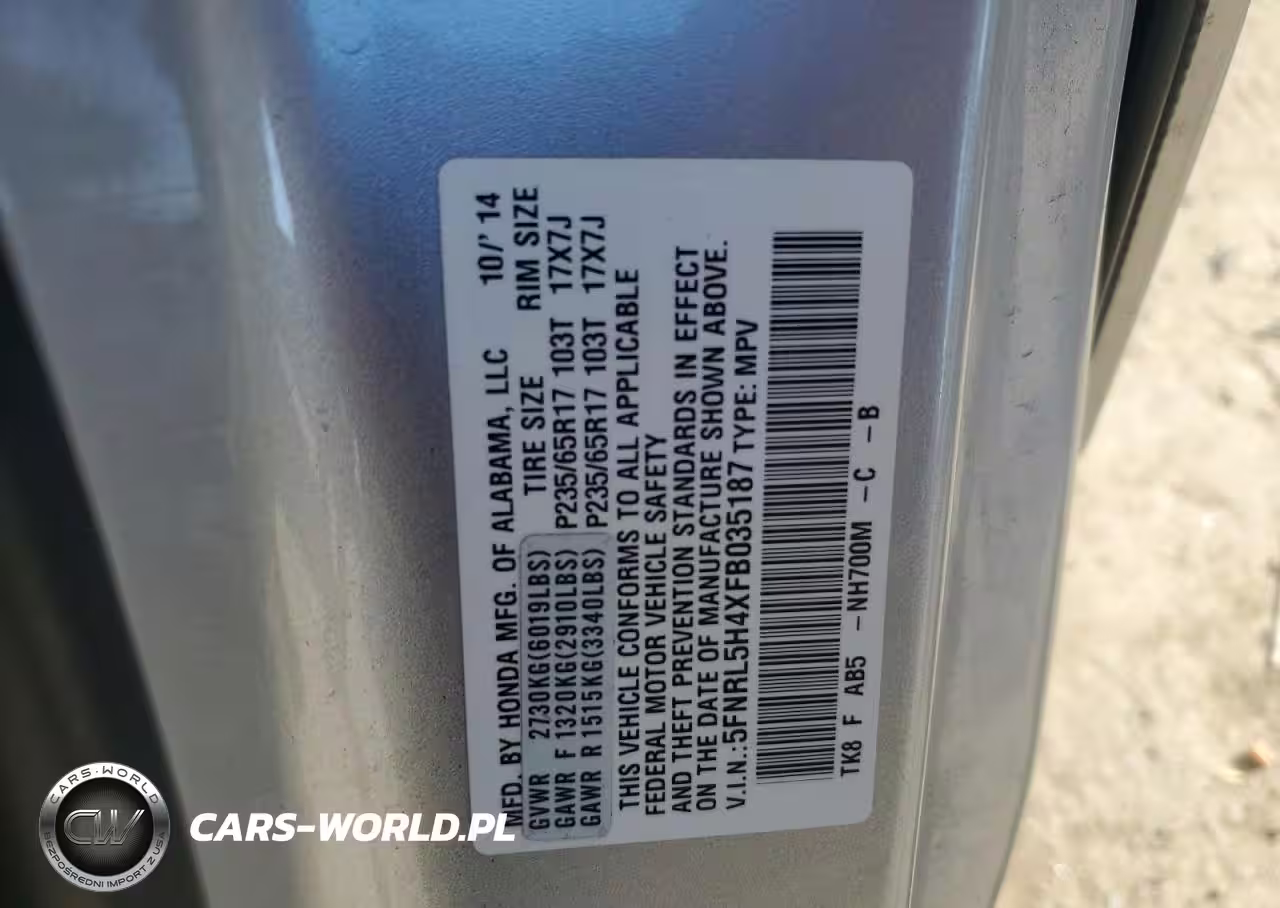 MFD. BY HONDA MFG. OF ALABAMA, LLC 10/'14
GVWR 2730KG(6019LBS) TIRE SIZE RIM SIZE
GAWR F 1320KG(2910LBS) P235/65R17 103T 17X7J
GAWR R 1515KG(3340LBS) P235/65R17 103T 17X7J
THIS VEHICLE CONFORMS TO ALL APPLICABLE
FEDERAL MOTOR VEHICLE SAFETY
AND THEFT PREVENTION STANDARDS IN EFFECT
ON THE DATE OF MANUFACTURE SHOWN ABOVE.
V.I.N.:5FNRL5H4XFB035187 TYPE: MPV
TK8 F AB5 -NH700M -C -B
CARS-WORLD
CW
BEZPOŚREDNI IMPORT Z USA
CARS-WORLD.PL